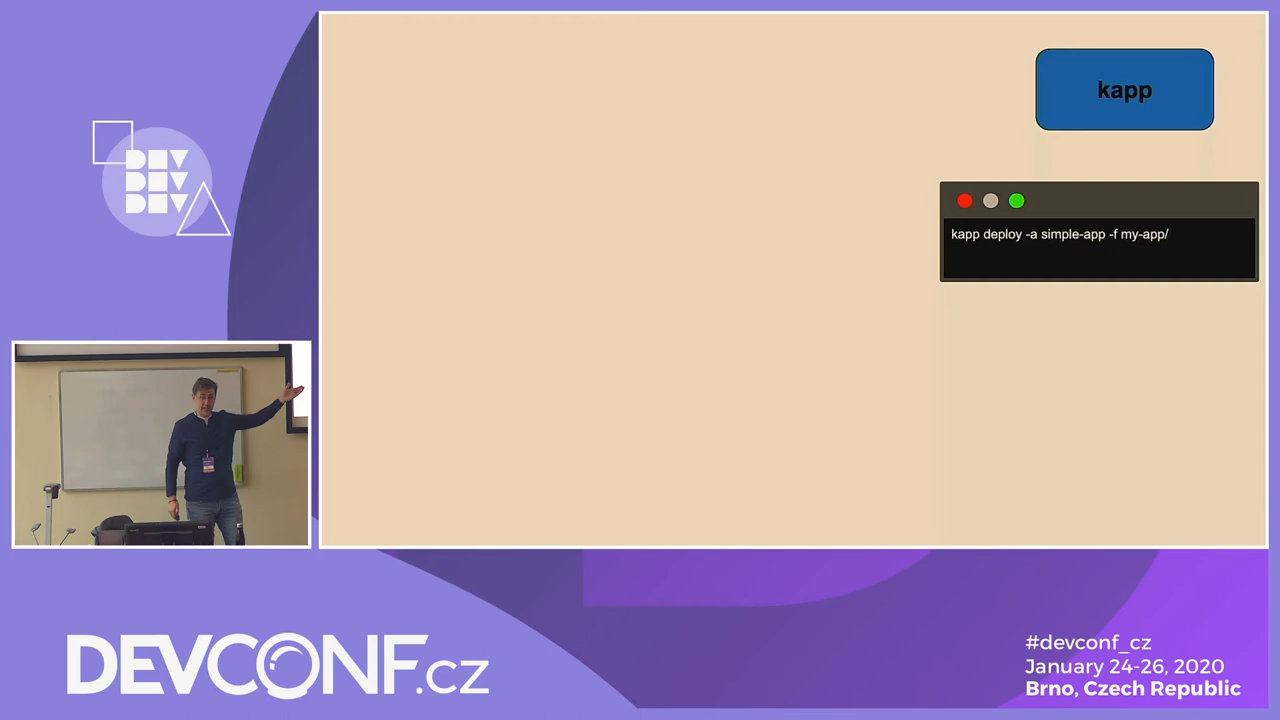 DEV
DEV
DEV
kapp
kapp deploy -a simple-app -f my-app/
DEVCONF.cz
#devconf_cz
January 24-26, 2020
Brno, Czech Republic